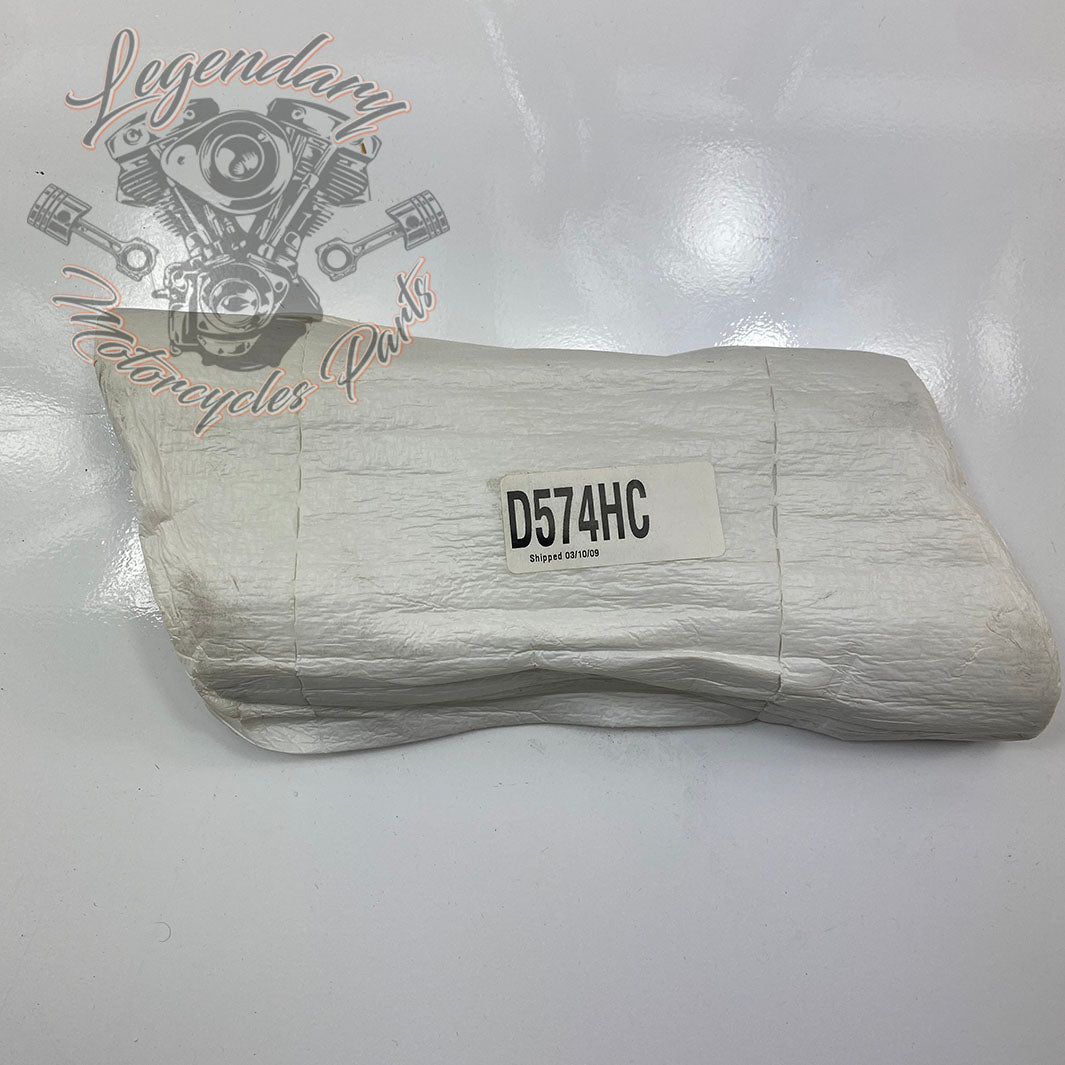 Legendary
Motorcycles Parts
D574HC
Shipped 03/10/09